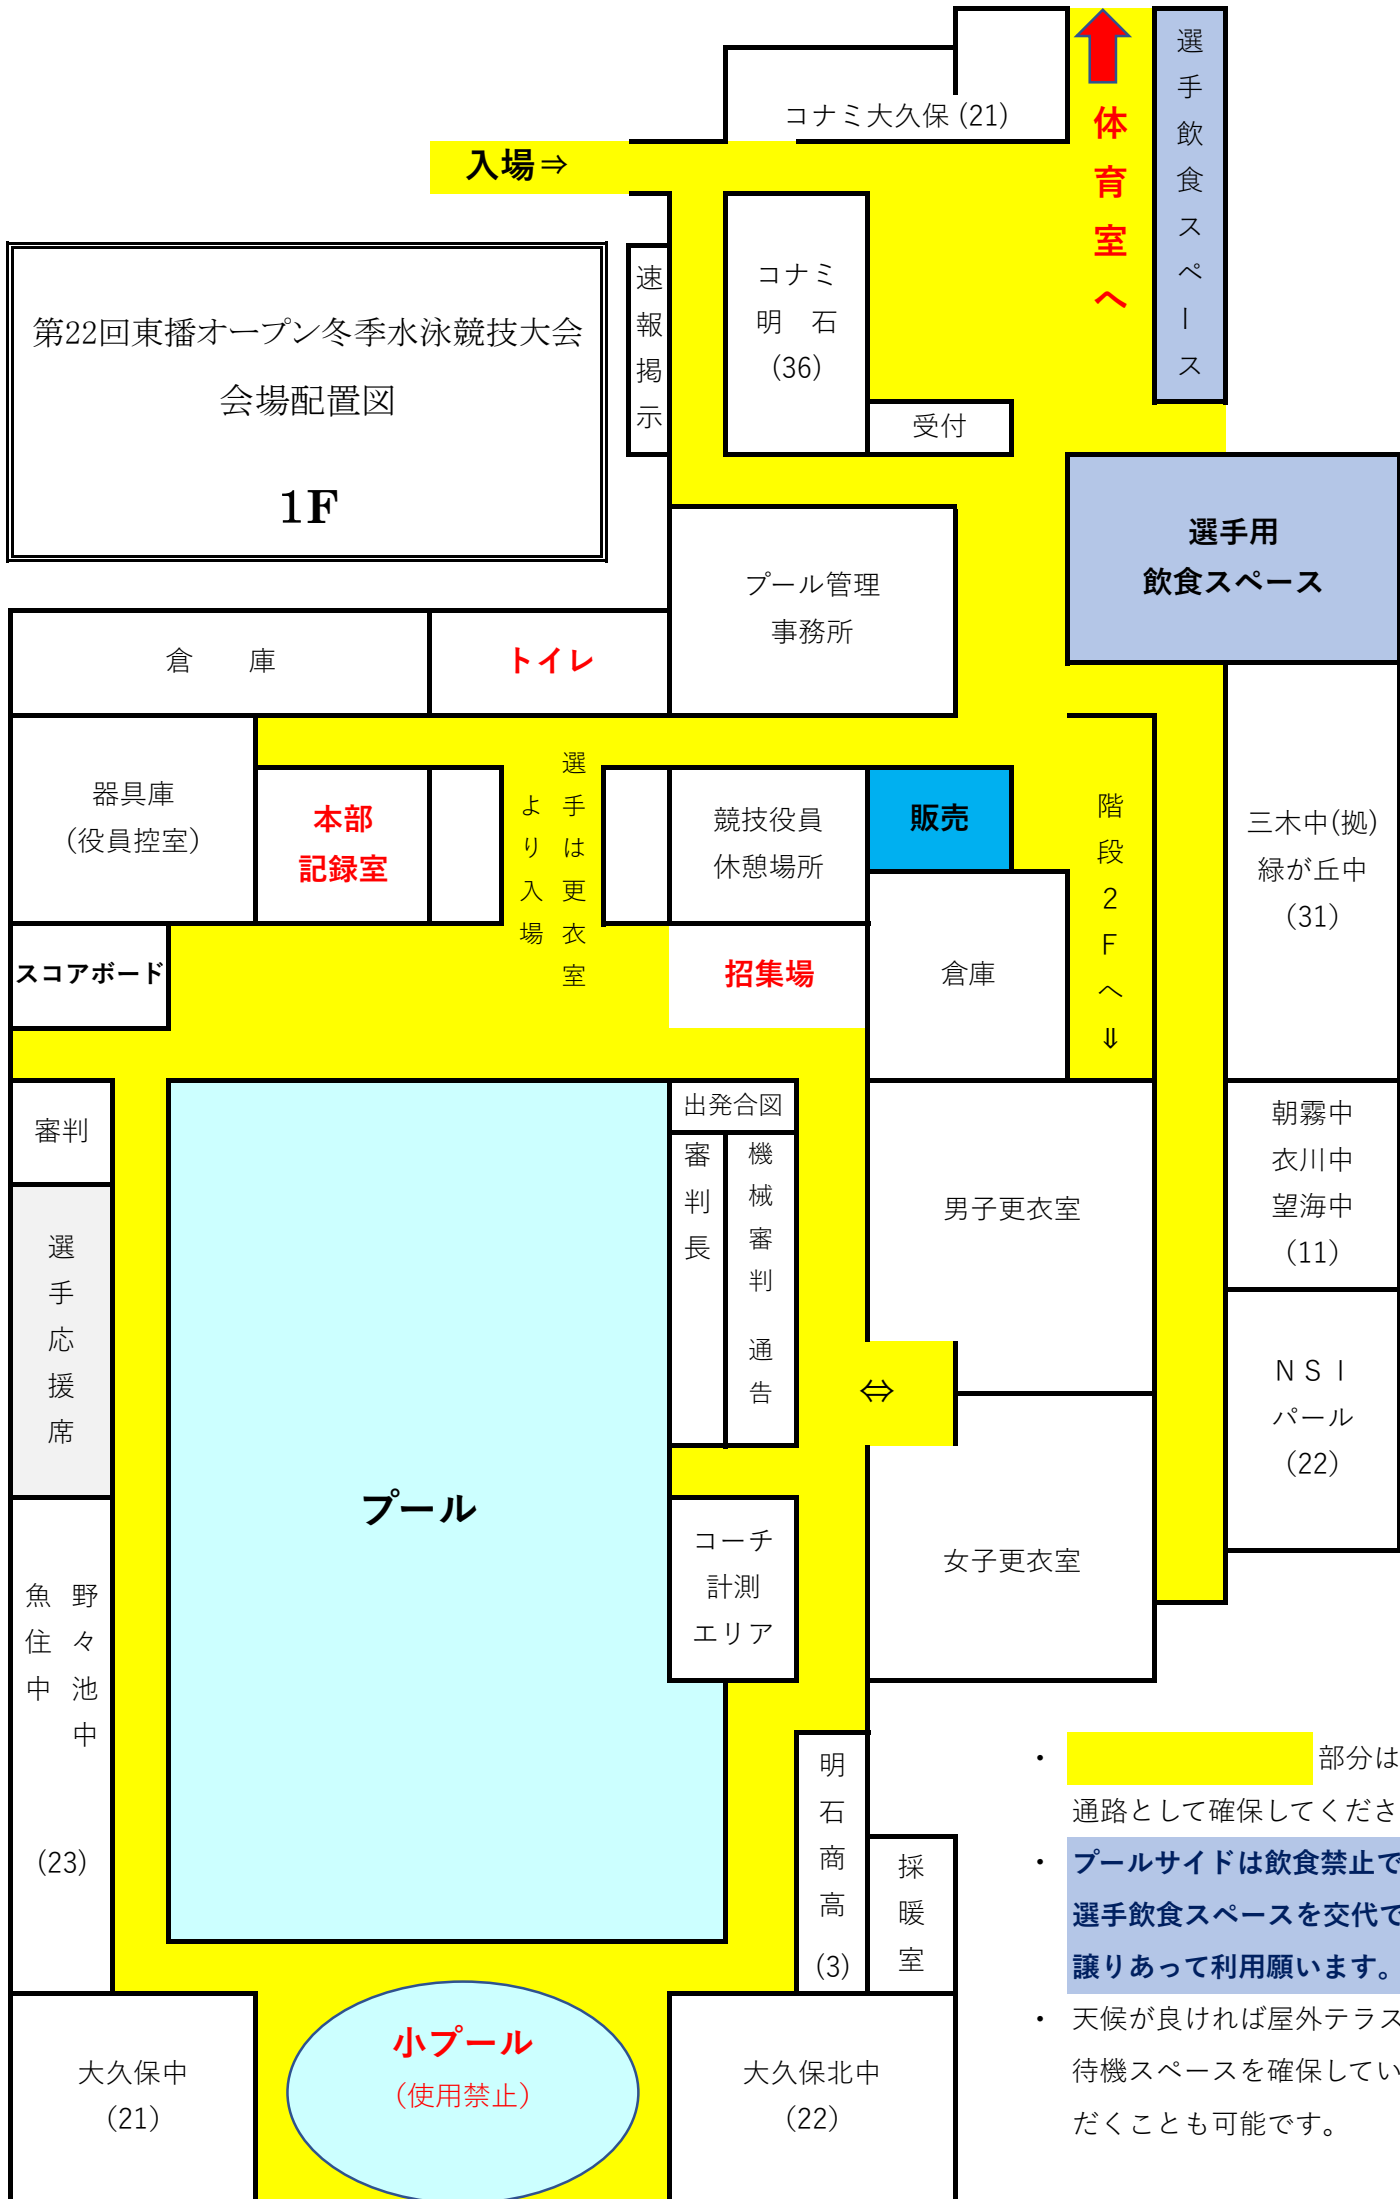 コナミ大久保 (21)
体育室へ
選手飲食スペース
入場⇒
第22回東播オープン冬季水泳競技大会
会場配置図
1F
速報掲示
コナミ
明　石
(36)
受付
選手用
飲食スペース
プール管理
事務所
倉　　庫
トイレ
器具庫
(役員控室)
本部
記録室
選手は更衣室
より入場
競技役員
休憩場所
販売
階段２Ｆへ⇓
三木中(拠)
緑が丘中
(31)
スコアボード
招集場
倉庫
審判
出発合図
審判長
機械審判　通告
男子更衣室
朝霧中
衣川中
望海中
(11)
選手応援席
⇔
ＮＳＩ
パール
(22)
プール
コーチ
計測
エリア
女子更衣室
野々池中
魚住中
(23)
明石商高
(3)
採暖室
・　　　　　部分は
通路として確保してくださ
・ プールサイドは飲食禁止で
選手飲食スペースを交代で
譲りあって利用願います。
・ 天候が良ければ屋外テラス
待機スペースを確保してい
だくことも可能です。
大久保中
(21)
小プール
(使用禁止)
大久保北中
(22)